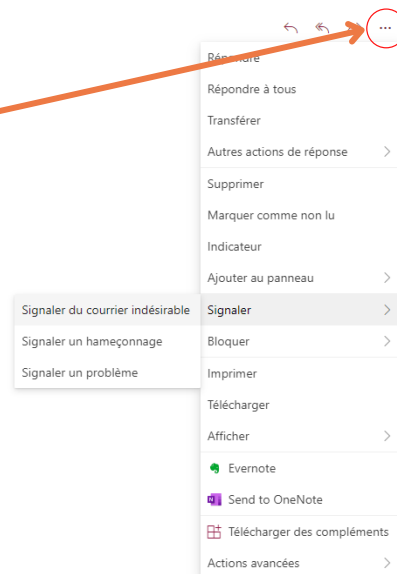 Répondre
Répondre à tous
Transférer
Autres actions de réponse
Supprimer
Marquer comme non lu
Indicateur
Ajouter au panneau
Signaler du courrier indésirable
Signaler
Signaler un hameçonnage
Bloquer
Signaler un problème
Imprimer
Télécharger
Afficher
Evernote
Send to OneNote
Télécharger des compléments
Actions avancées